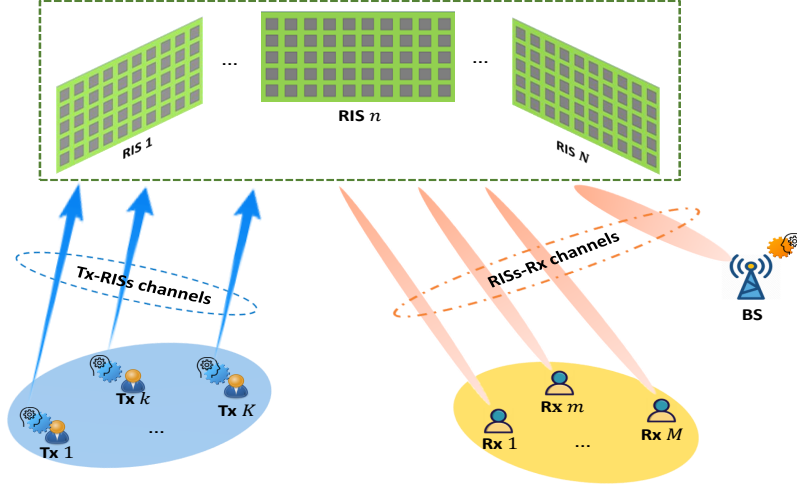 ...
...
RIS 1
RIS n
RIS N
Tx-RISs channels
RISs-Rx channels
BS
Tx k
Tx K
Tx 1
...
Rx m
Rx 1
Rx M
...